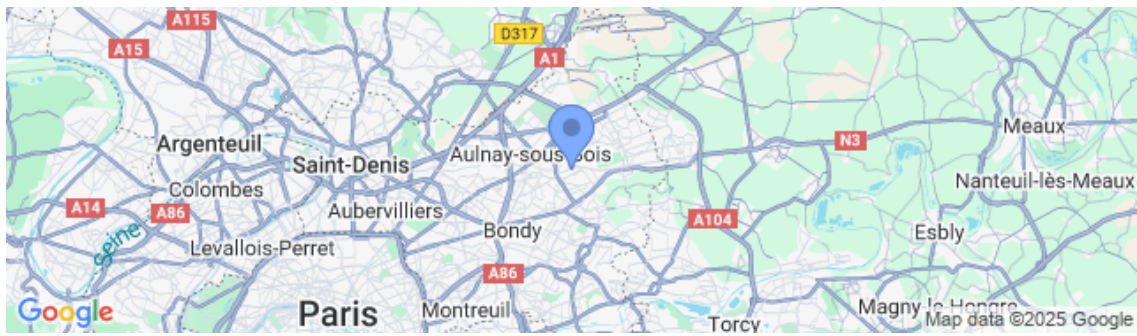 A115
D317
A15
A1
Argenteuil
N3
Meaux
Saint-Denis
Aulnay-sous-Bois
Nanteuil-lès-Meaux
Colombes
A14
A86
Aubervilliers
A104
Seine
Levallois-Perret
Bondy
Esbly
A86
Google
Paris
Montreuil
Torcy
Magny-le-Hongre
Map data ©2025 Google